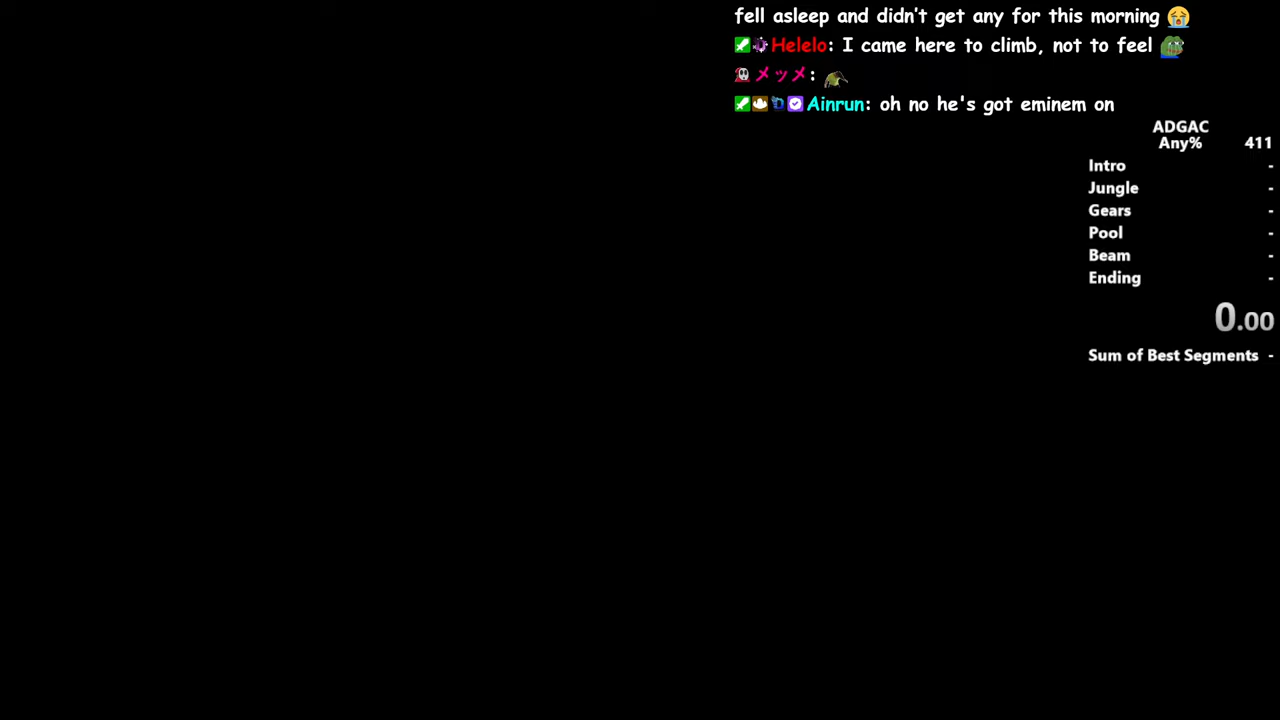 fell asleep and didn't get any for this morning 😭
Helelo: I came here to climb, not to feel
メッメ:
Ainrun: oh no he's got eminem on
ADGAC
Any% 411
Intro -
Jungle -
Gears -
Pool -
Beam -
Ending -
0.00
Sum of Best Segments -